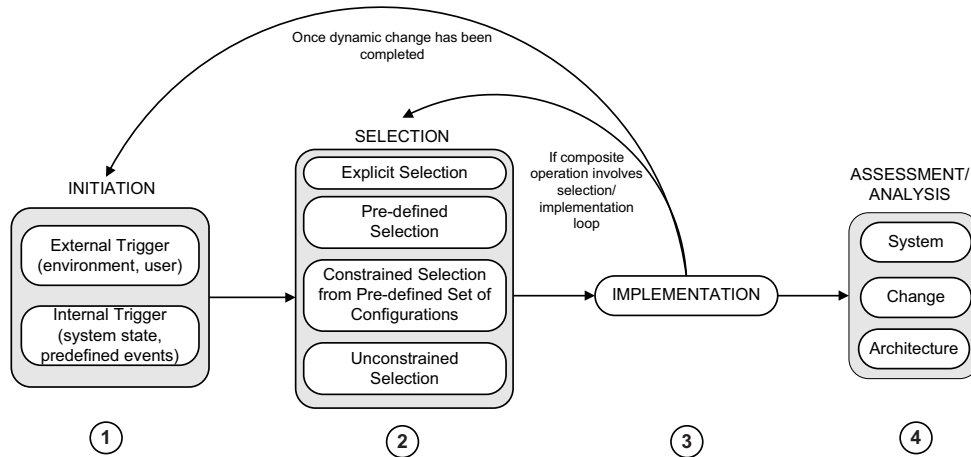 Once dynamic change has been
completed
SELECTION
If composite
operation involves
selection/
implementation
loop
INITIATION
ASSESSMENT/
ANALYSIS
External Trigger
(environment, user)
Internal Trigger
(system state,
predefined events)
Explicit Selection
Pre-defined
Selection
Constrained Selection
from Pre-defined Set of
Configurations
Unconstrained
Selection
IMPLEMENTATION
System
Change
Architecture
1
2
3
4